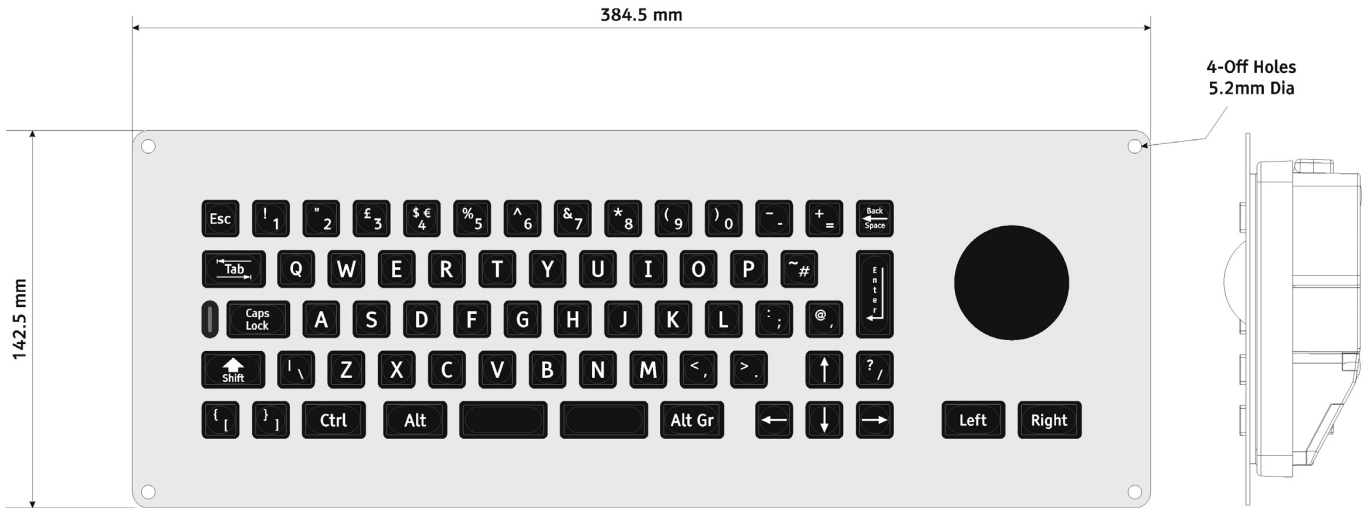 384.5 mm
4-Off Holes
5.2mm Dia
142.5 mm
Esc ! 1 " 2 £ 3 $ € 4 % 5 ^ 6 & 7 * 8 ( 9 ) 0 _ - + = Back Space
Tab Q W E R T Y U I O P ~ # Enter
Caps Lock A S D F G H J K L : ; @ ,
Shift | \ Z X C V B N M < , > . ↑ ? /
{ [ } ] Ctrl Alt Alt Gr ← ↓ → Left Right